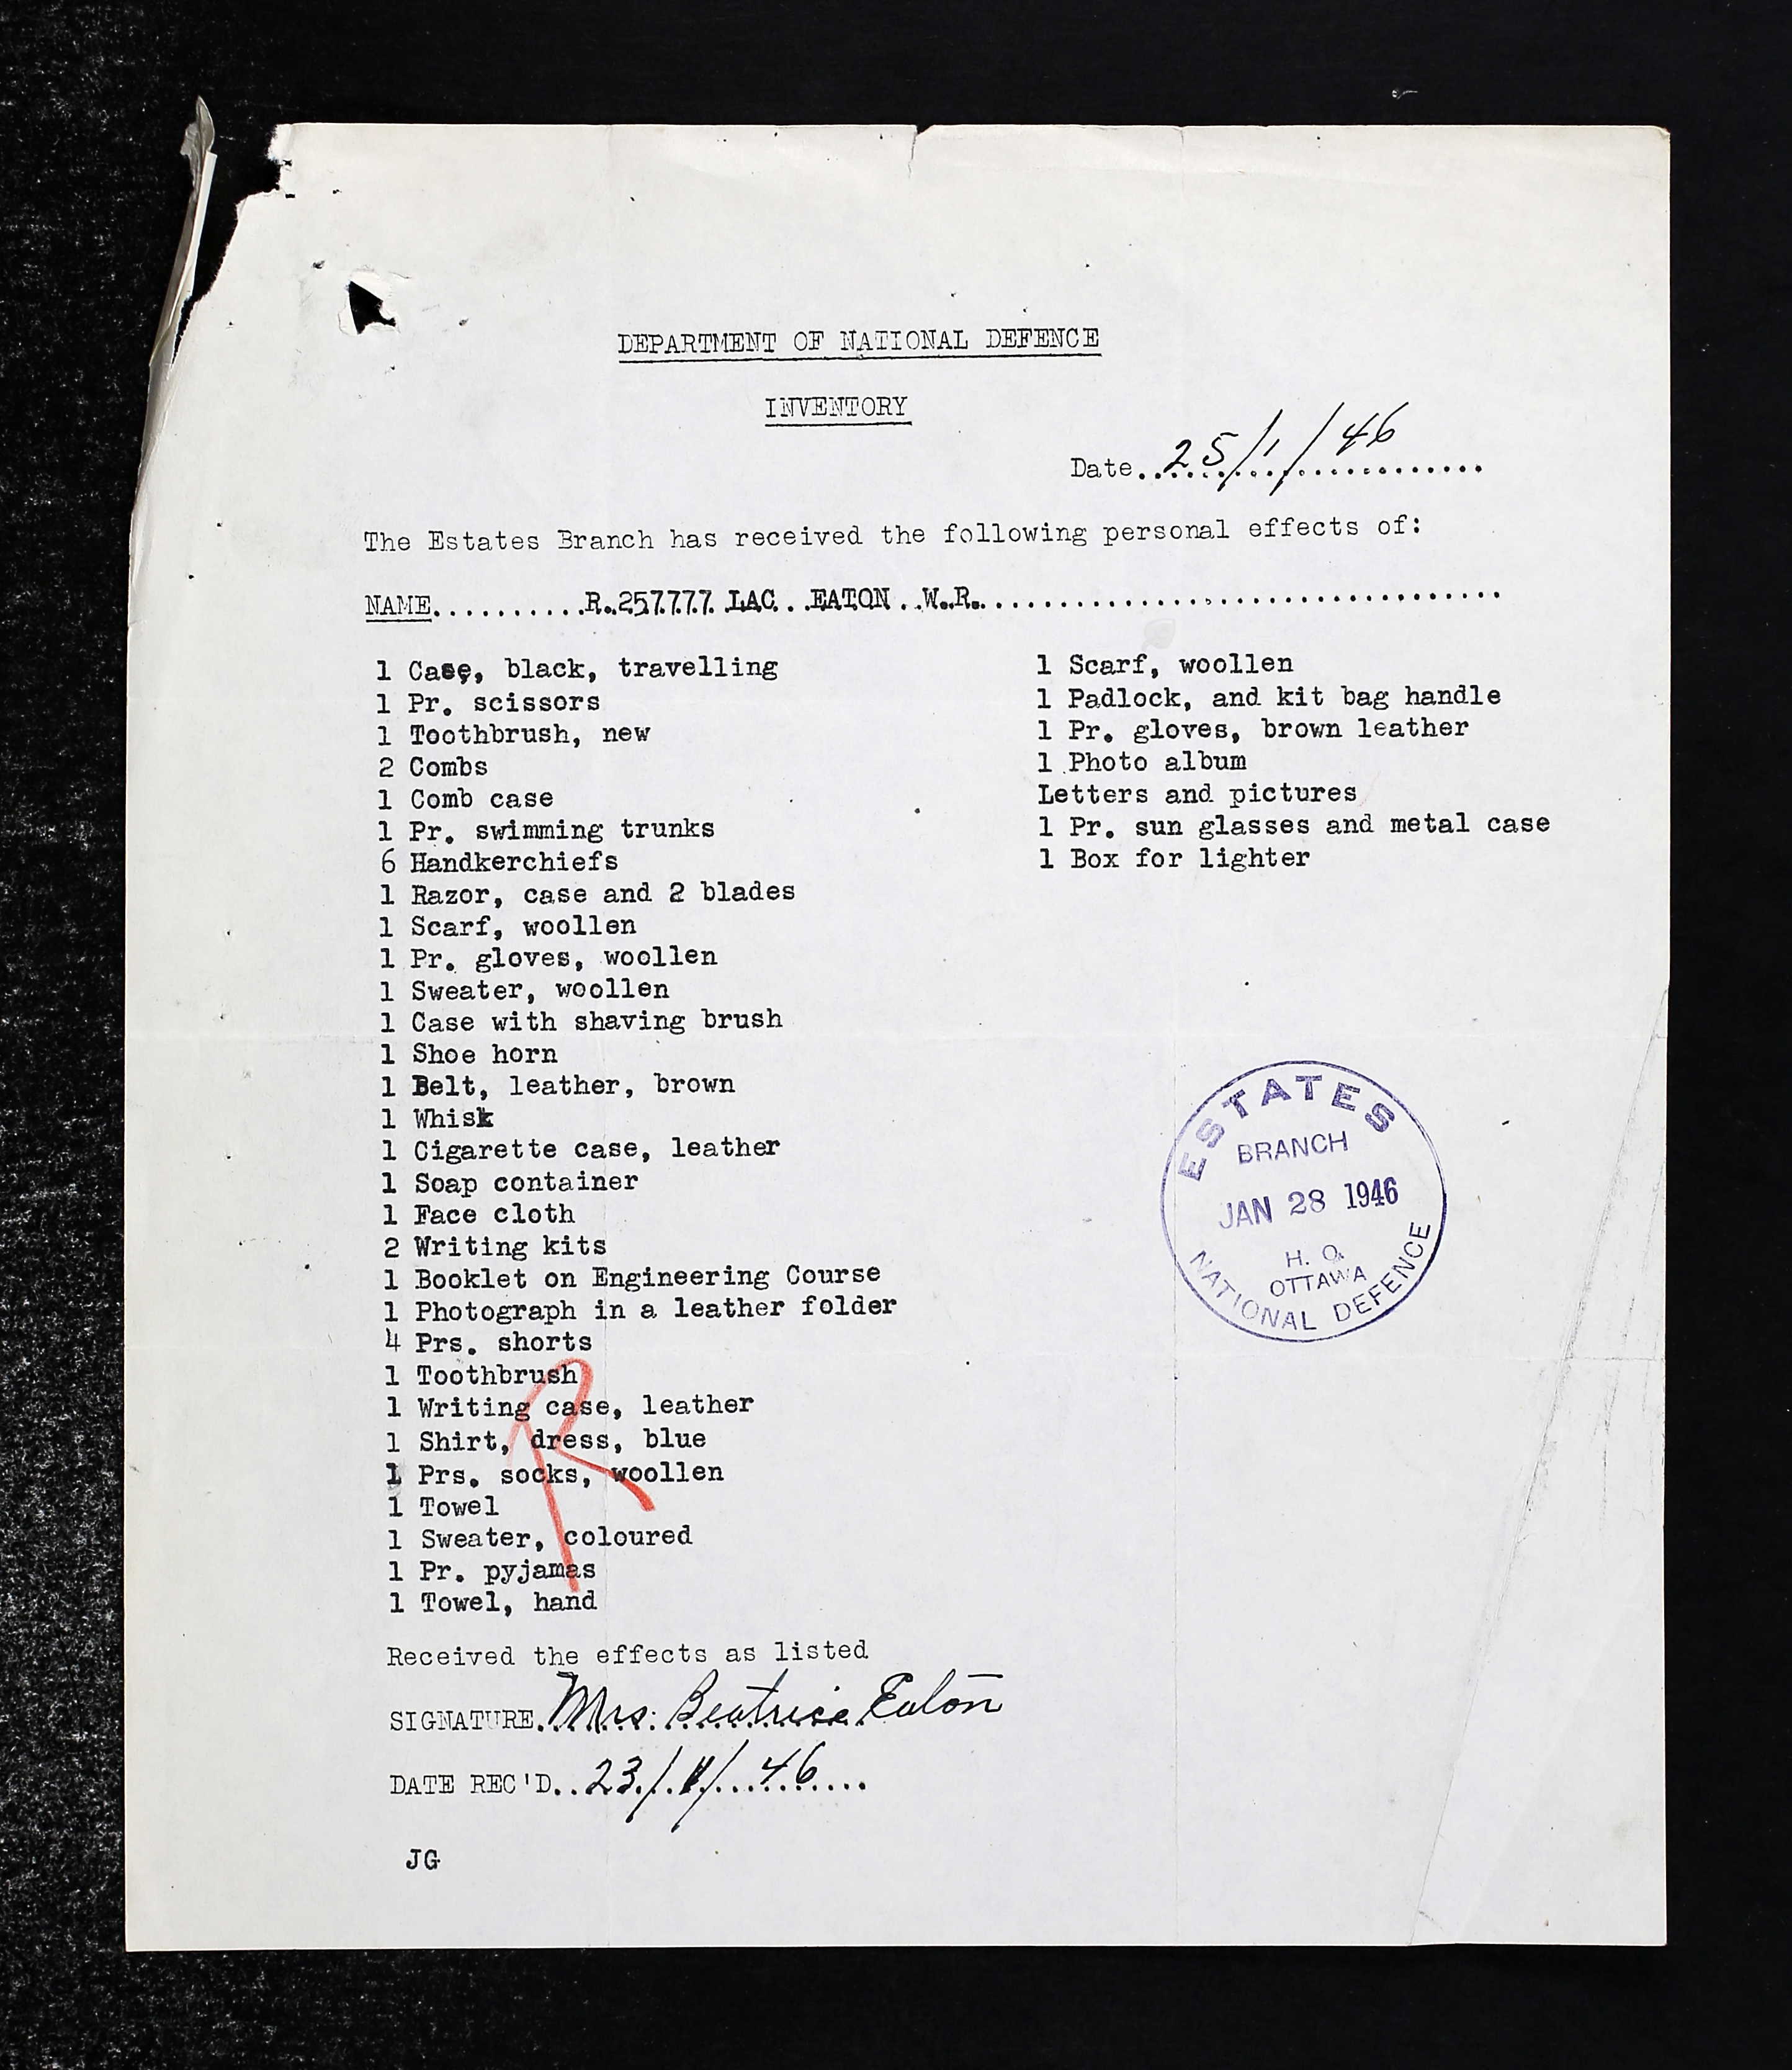 DEPARTMENT OF NATIONAL DEFENCE
INVENTORY
Date..25/1/46..................
The Estates Branch has received the following personal effects of:
NAME..........R.257777 LAC...EATON..W.R.................................
1 Case, black, travelling
1 Pr. scissors
1 Toothbrush, new
2 Combs
1 Comb case
1 Pr. swimming trunks
6 Handkerchiefs
1 Razor, case and 2 blades
1 Scarf, woollen
1 Pr. gloves, woollen
1 Sweater, woollen
1 Case with shaving brush
1 Shoe horn
1 Belt, leather, brown
1 Whisk
1 Cigarette case, leather
1 Soap container
1 Face cloth
2 Writing kits
1 Booklet on Engineering Course
1 Photograph in a leather folder
4 Prs. shorts
1 Toothbrush
1 Writing case, leather
1 Shirt, dress, blue
1 Prs. socks, woollen
1 Towel
1 Sweater, coloured
1 Pr. pyjamas
1 Towel, hand
R
1 Scarf, woollen
1 Padlock, and kit bag handle
1 Pr. gloves, brown leather
1 Photo album
Letters and pictures
1 Pr. sun glasses and metal case
1 Box for lighter
ESTATES
BRANCH
JAN 28 1946
H. Q.
OTTAWA
NATIONAL DEFENCE
Received the effects as listed
SIGNATURE.Mrs. Beatrice Eaton
DATE REC'D..23/ / 46....
JG